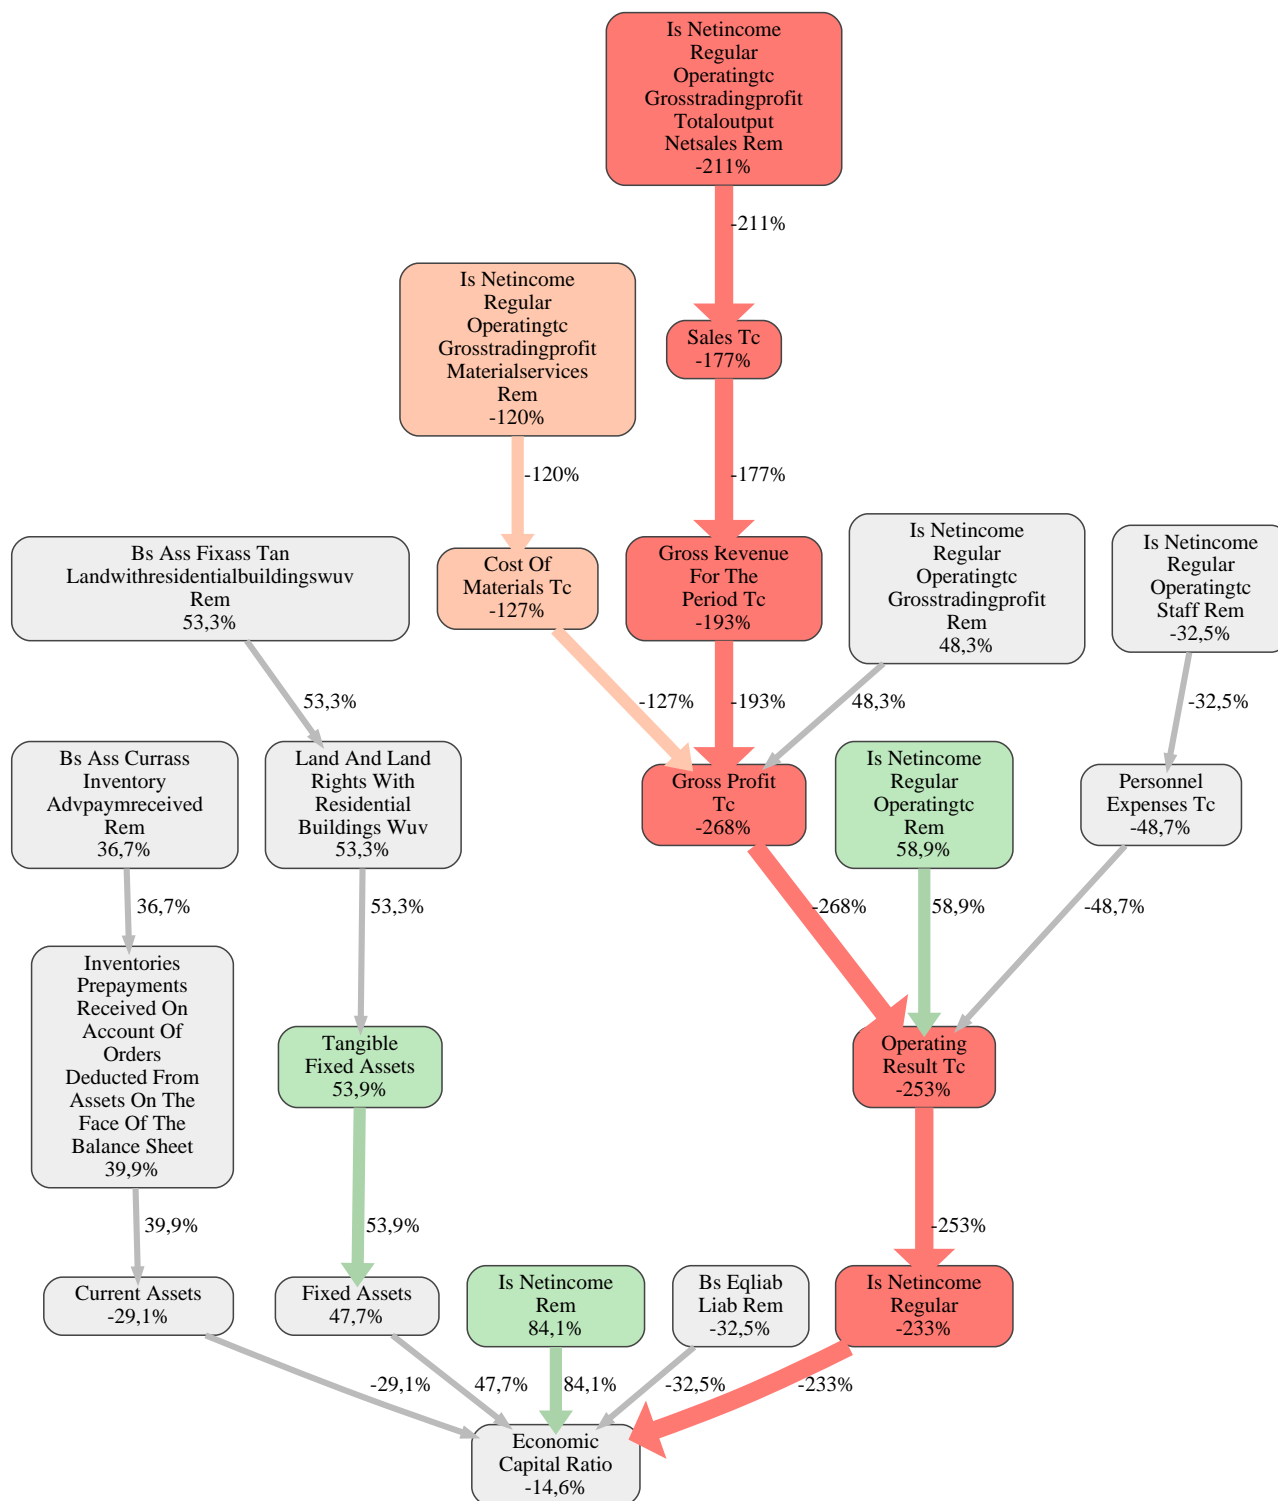 Is Netincome
Regular
Operatingtc
Grosstradingprofit
Totaloutput
Netsales Rem
-211%
-211%
Is Netincome
Regular
Operatingtc
Grosstradingprofit
Materialservices
Rem
-120%
Sales Tc
-177%
-120%
-177%
Bs Ass Fixass Tan
Landwithresidentialbuildingswuv
Rem
53,3%
Cost Of
Materials Tc
-127%
Gross Revenue
For The
Period Tc
-193%
Is Netincome
Regular
Operatingtc
Grosstradingprofit
Rem
48,3%
Is Netincome
Regular
Operatingtc
Staff Rem
-32,5%
53,3%
-127%
-193%
48,3%
-32,5%
Bs Ass Currass
Inventory
Advpaymreceived
Rem
36,7%
Land And Land
Rights With
Residential
Buildings Wuv
53,3%
Gross Profit
Tc
-268%
Is Netincome
Regular
Operatingtc
Rem
58,9%
Personnel
Expenses Tc
-48,7%
36,7%
53,3%
-268%
58,9%
-48,7%
Inventories
Prepayments
Received On
Account Of
Orders
Deducted From
Assets On The
Face Of The
Balance Sheet
39,9%
Tangible
Fixed Assets
53,9%
Operating
Result Tc
-253%
39,9%
53,9%
-253%
Current Assets
-29,1%
Fixed Assets
47,7%
Is Netincome
Rem
84,1%
Bs Eqliab
Liab Rem
-32,5%
Is Netincome
Regular
-233%
-29,1%
47,7%
84,1%
-32,5%
-233%
Economic
Capital Ratio
-14,6%